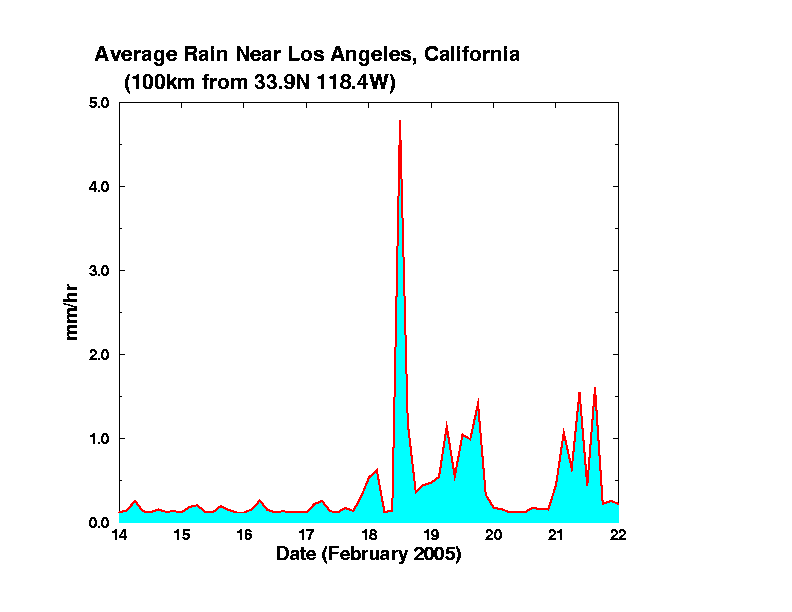 Average Rain Near Los Angeles, California
(100km from 33.9N 118.4W)
5.0
4.0
3.0
2.0
1.0
0.0
mm/hr
14 15 16 17 18 19 20 21 22
Date (February 2005)